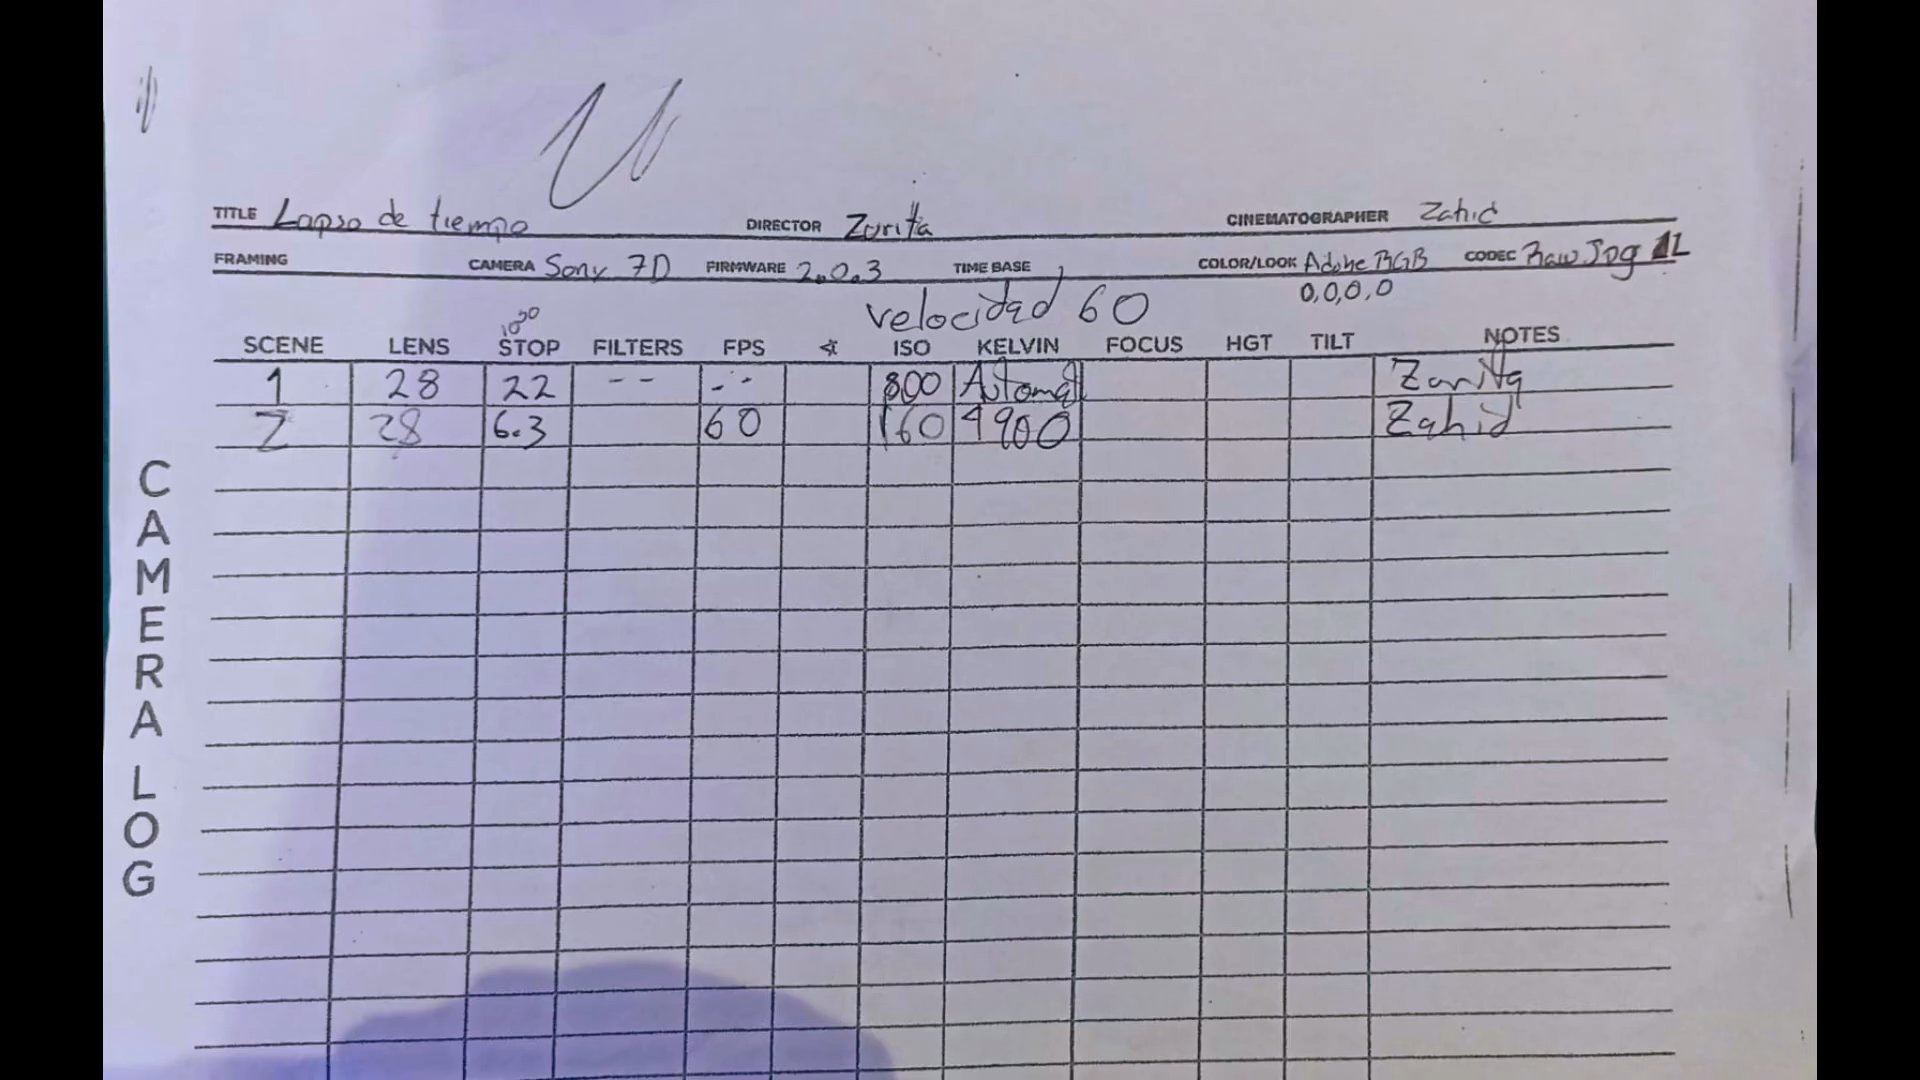 TITLE Lapso de tiempo DIRECTOR Zurita CINEMATOGRAPHER Zahid
FRAMING CAMERA Sony 7D FIRMWARE 2.0.3 TIME BASE COLOR/LOOK Adobe RGB CODEC Raw Jpg
0,0,0,0
velocidad 60
SCENE LENS STOP FILTERS FPS ∢ ISO KELVIN FOCUS HGT TILT NOTES
1 28 22 -- -- 800 Automat Zurita
2 28 6.3 60 160 4900 Zahid
CAMERA LOG